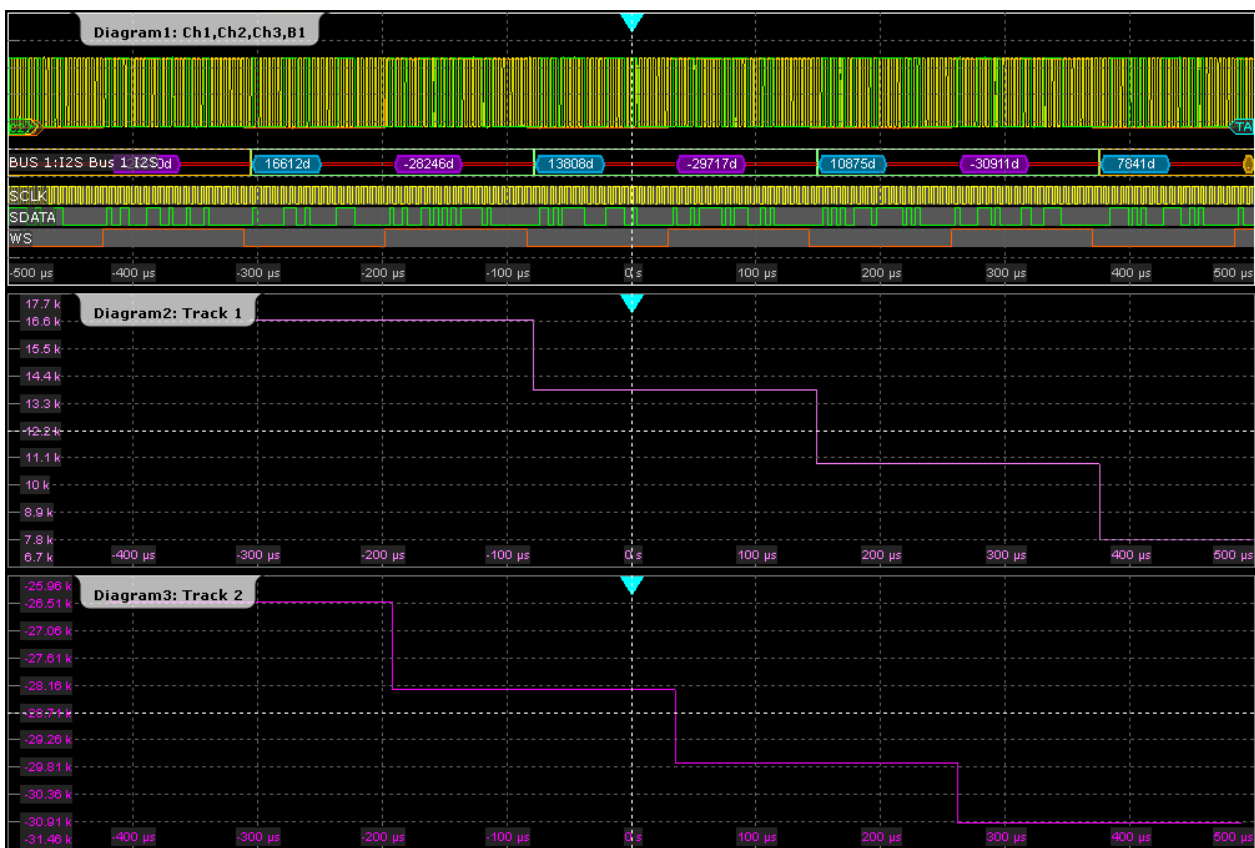 Diagram1: Ch1,Ch2,Ch3,B1
TA
BUS 1:I2S Bus 1 I2S 16612d -28246d 13808d -29717d 10875d -30911d 7841d
SCLK
SDATA
WS
-500 µs -400 µs -300 µs -200 µs -100 µs 0 s 100 µs 200 µs 300 µs 400 µs 500 µs
Diagram2: Track 1
17.7 k
16.6 k
15.5 k
14.4 k
13.3 k
12.2 k
11.1 k
10 k
8.9 k
7.8 k
6.7 k -400 µs -300 µs -200 µs -100 µs 0 s 100 µs 200 µs 300 µs 400 µs 500 µs
Diagram3: Track 2
-25.96 k
-26.51 k
-27.06 k
-27.61 k
-28.16 k
-28.71 k
-29.26 k
-29.81 k
-30.36 k
-30.91 k
-31.46 k -400 µs -300 µs -200 µs -100 µs 0 s 100 µs 200 µs 300 µs 400 µs 500 µs